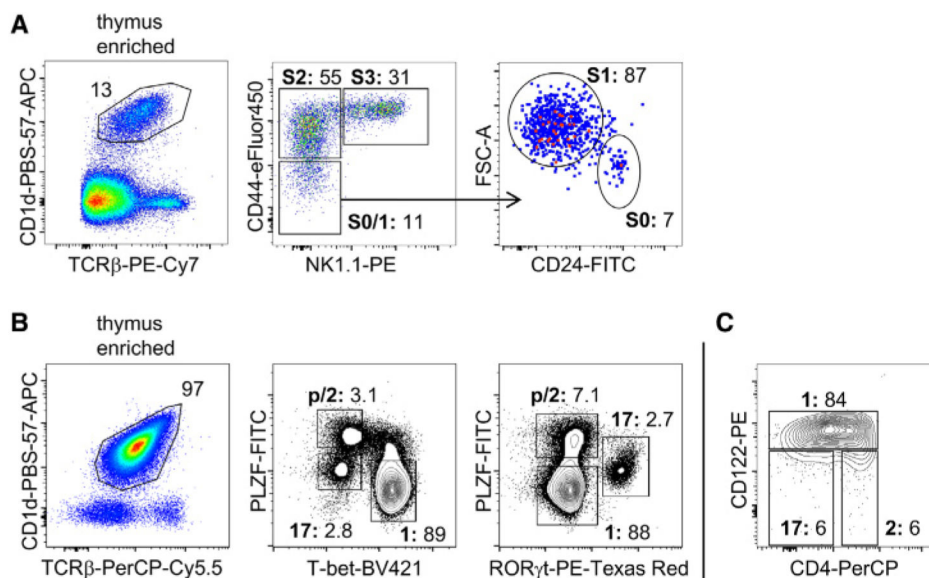 A
thymus
enriched
13
CD1d-PBS-57-APC
TCRβ-PE-Cy7
S2: 55 S3: 31
S0/1: 11
CD44-eFluor450
NK1.1-PE
S1: 87
S0: 7
FSC-A
CD24-FITC
B
thymus
enriched
97
CD1d-PBS-57-APC
TCRβ-PerCP-Cy5.5
p/2: 3.1
17: 2.8
1: 89
PLZF-FITC
T-bet-BV421
p/2: 7.1
17: 2.7
1: 88
PLZF-FITC
RORγt-PE-Texas Red
C
1: 84
17: 6
2: 6
CD122-PE
CD4-PerCP